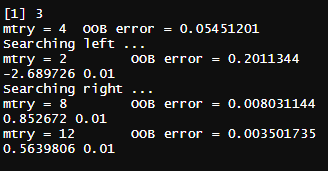 [1] 3
mtry = 4  OOB error = 0.05451201
Searching left ...
mtry = 2        OOB error = 0.2011344
-2.689726 0.01
Searching right ...
mtry = 8        OOB error = 0.008031144
0.852672 0.01
mtry = 12       OOB error = 0.003501735
0.5639806 0.01